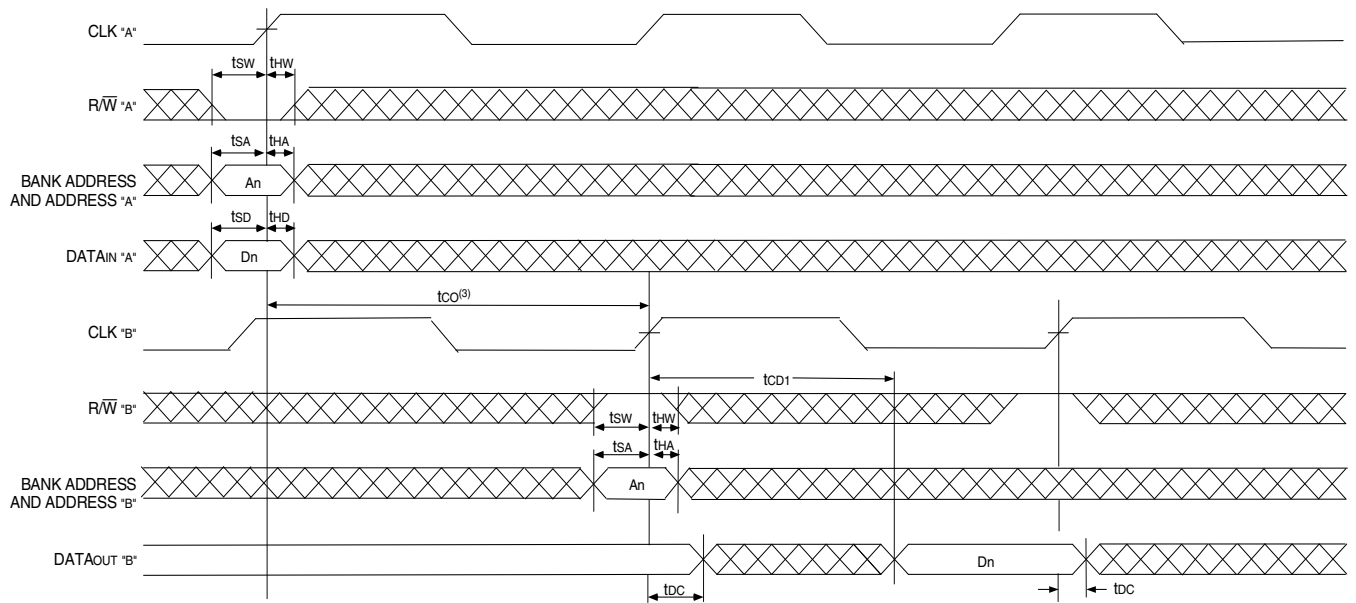 CLK "A"
tSW tHW
R/W̅ "A"
tSA tHA
BANK ADDRESS
AND ADDRESS "A"
An
tSD tHD
DATAIN "A"
Dn
tCO(3)
CLK "B"
tCD1
R/W̅ "B"
tSW tHW
tSA tHA
BANK ADDRESS
AND ADDRESS "B"
An
DATAOUT "B"
Dn
tDC tDC